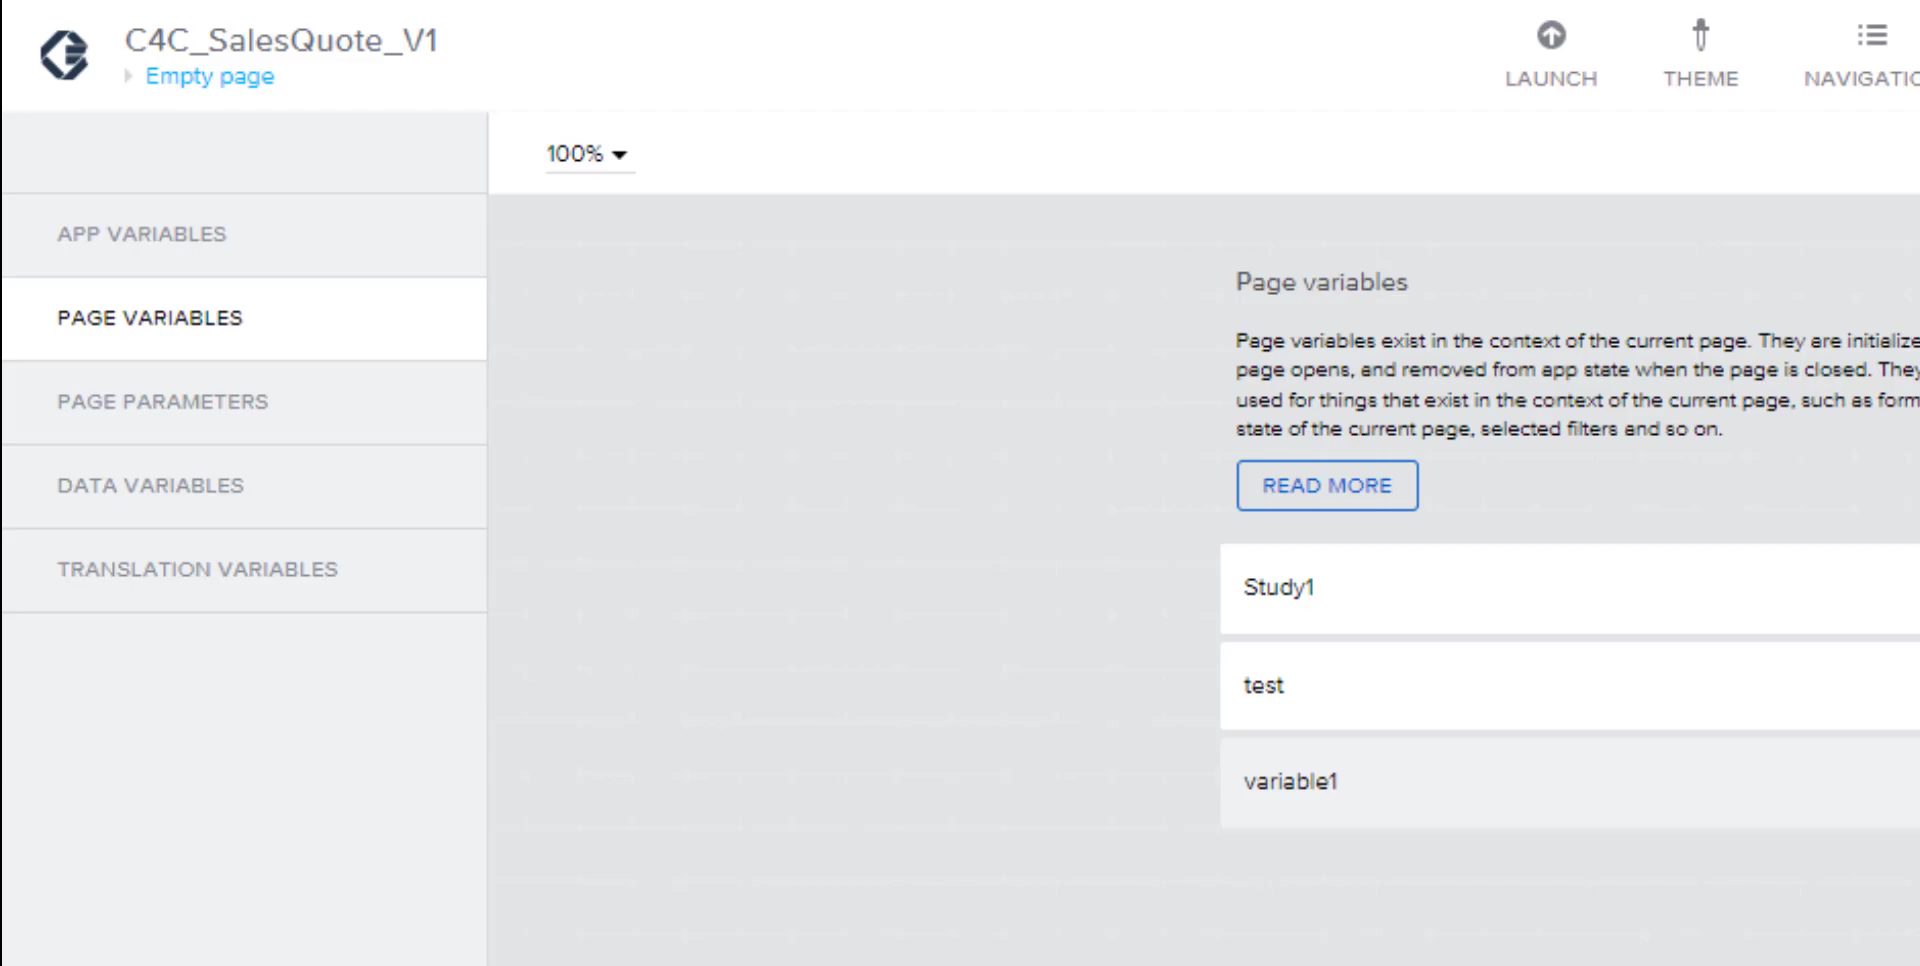 C4C_SalesQuote_V1
Empty page
LAUNCH
THEME
100%
APP VARIABLES
PAGE VARIABLES
PAGE PARAMETERS
DATA VARIABLES
TRANSLATION VARIABLES
Page variables
Page variables exist in the context of the current page. They are
page opens, and removed from app state when the page is closed.
used for things that exist in the context of the current page, such as
state of the current page, selected filters and so on.
READ MORE
Study1
test
variable1